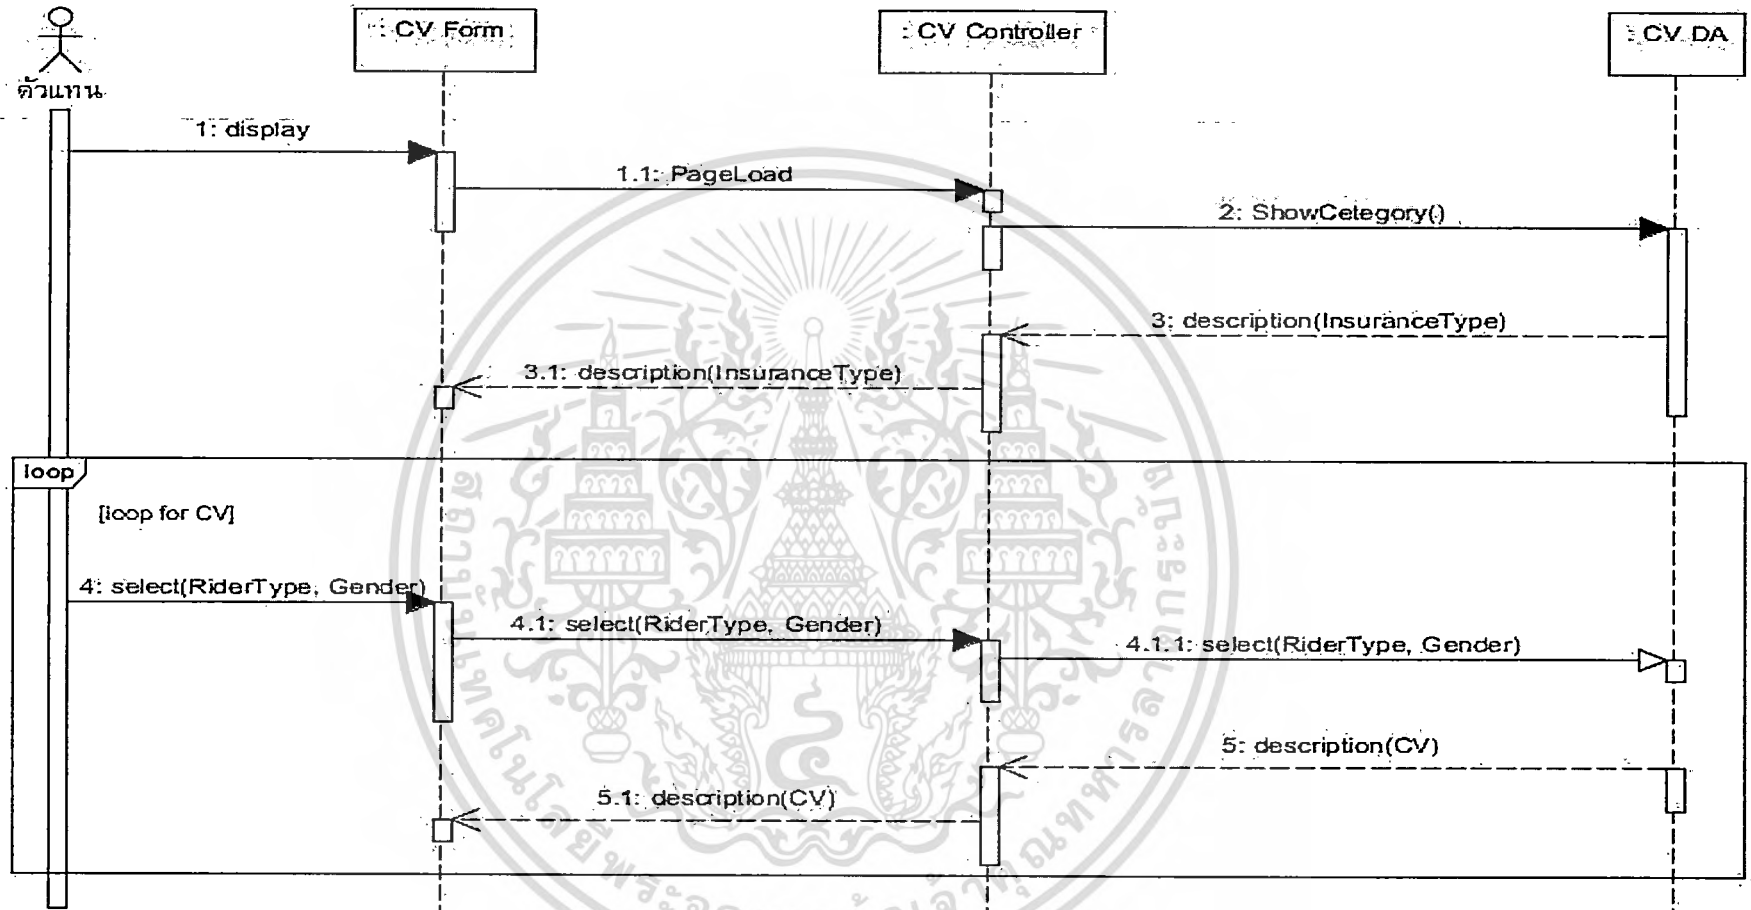 : CV Form
: CV Controller
: CV DA
ตัวแทน
1: display
1.1: PageLoad
2: ShowCetegory()
3: description(InsuranceType)
3.1: description(InsuranceType)
loop
[loop for CV]
4: select(RiderType, Gender)
4.1: select(RiderType, Gender)
4.1.1: select(RiderType, Gender)
5: description(CV)
5.1: description(CV)